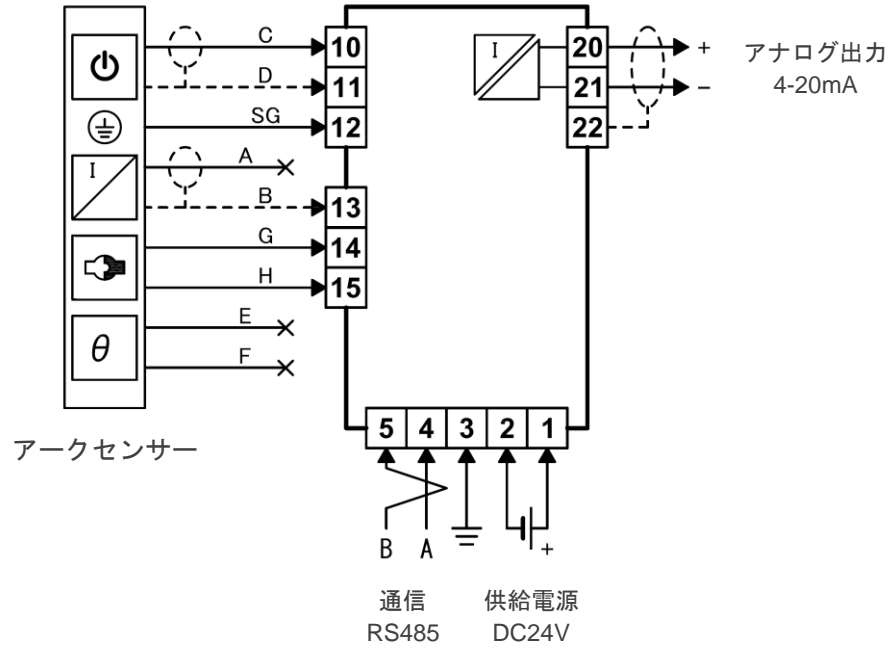 C 10
D 11
SG 12
I A
B 13
G 14
H 15
E
θ
F
アークセンサー
I 20 +
21 −
22
アナログ出力
4-20mA
5 4 3 2 1
B A +
通信
RS485
供給電源
DC24V